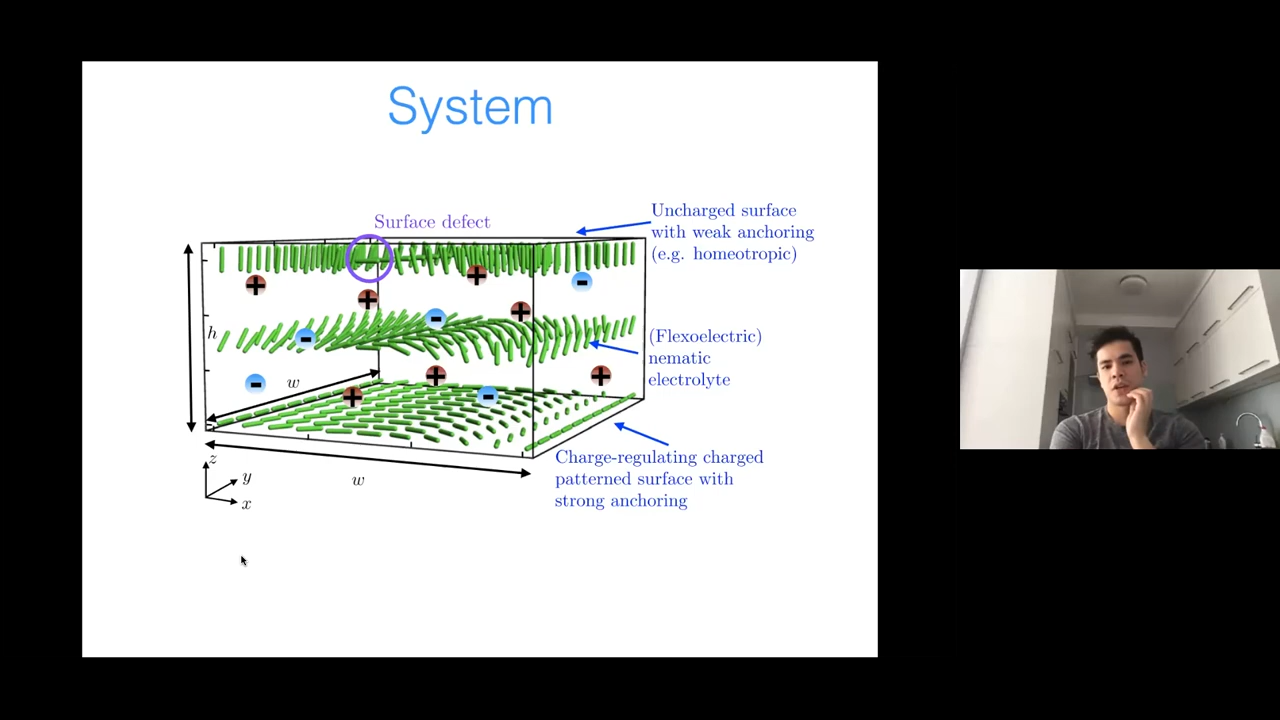 System
Surface defect
Uncharged surface
with weak anchoring
(e.g. homeotropic)
+
+
-
+
+
-
-
h
(Flexoelectric)
nematic
electrolyte
w
-
+
+
+
-
z
y
x
w
Charge-regulating charged
patterned surface with
strong anchoring